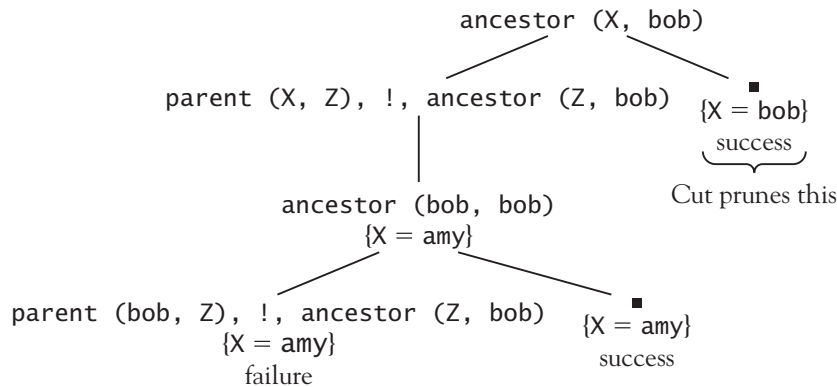 ancestor (X, bob)
parent (X, Z), !, ancestor (Z, bob)
{X = bob}
success
Cut prunes this
ancestor (bob, bob)
{X = amy}
parent (bob, Z), !, ancestor (Z, bob)
{X = amy}
failure
{X = amy}
success